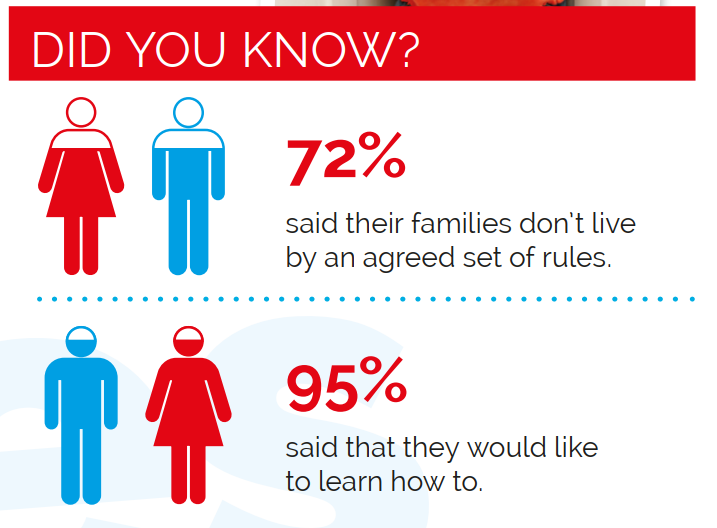 DID YOU KNOW?
72%
said their families don't live
by an agreed set of rules.
95%
said that they would like
to learn how to.